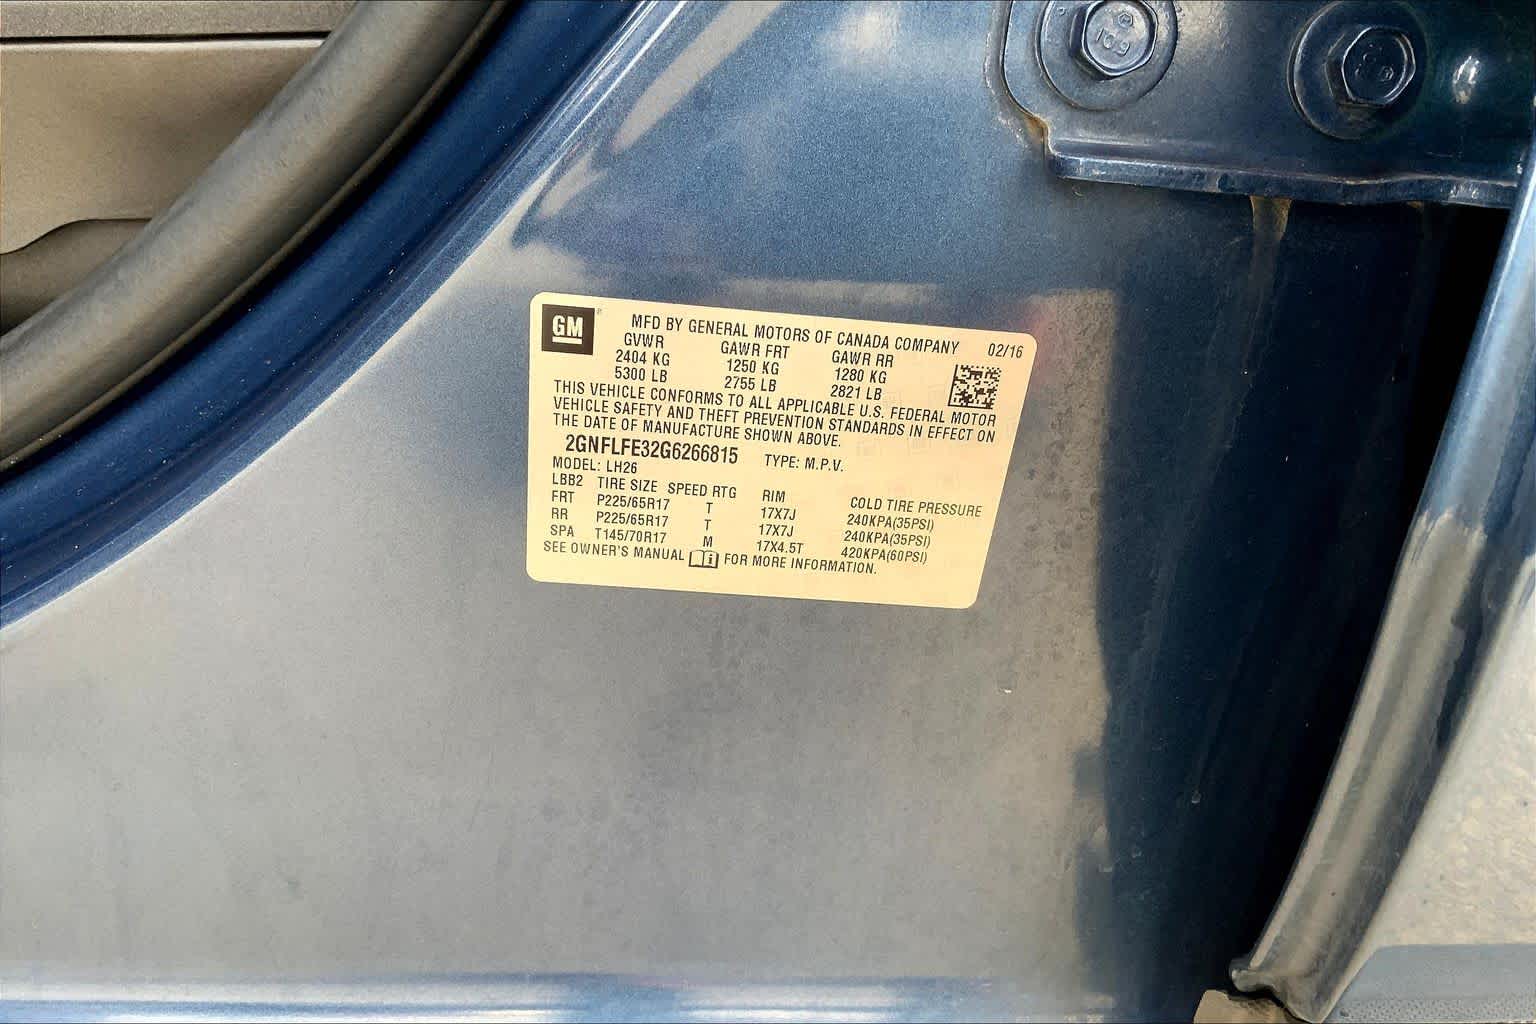 10.9
GM
MFD BY GENERAL MOTORS OF CANADA COMPANY 02/16
GVWR GAWR FRT GAWR RR
2404 KG 1250 KG 1280 KG
5300 LB 2755 LB 2821 LB
THIS VEHICLE CONFORMS TO ALL APPLICABLE U.S. FEDERAL MOTOR
VEHICLE SAFETY AND THEFT PREVENTION STANDARDS IN EFFECT ON
THE DATE OF MANUFACTURE SHOWN ABOVE.
2GNFLFE32G6266815 TYPE: M.P.V.
MODEL: LH26
LBB2 TIRE SIZE SPEED RTG RIM COLD TIRE PRESSURE
FRT P225/65R17 T 17X7J 240KPA(35PSI)
RR P225/65R17 T 17X7J 240KPA(35PSI)
SPA T145/70R17 M 17X4.5T 420KPA(60PSI)
SEE OWNER'S MANUAL FOR MORE INFORMATION.